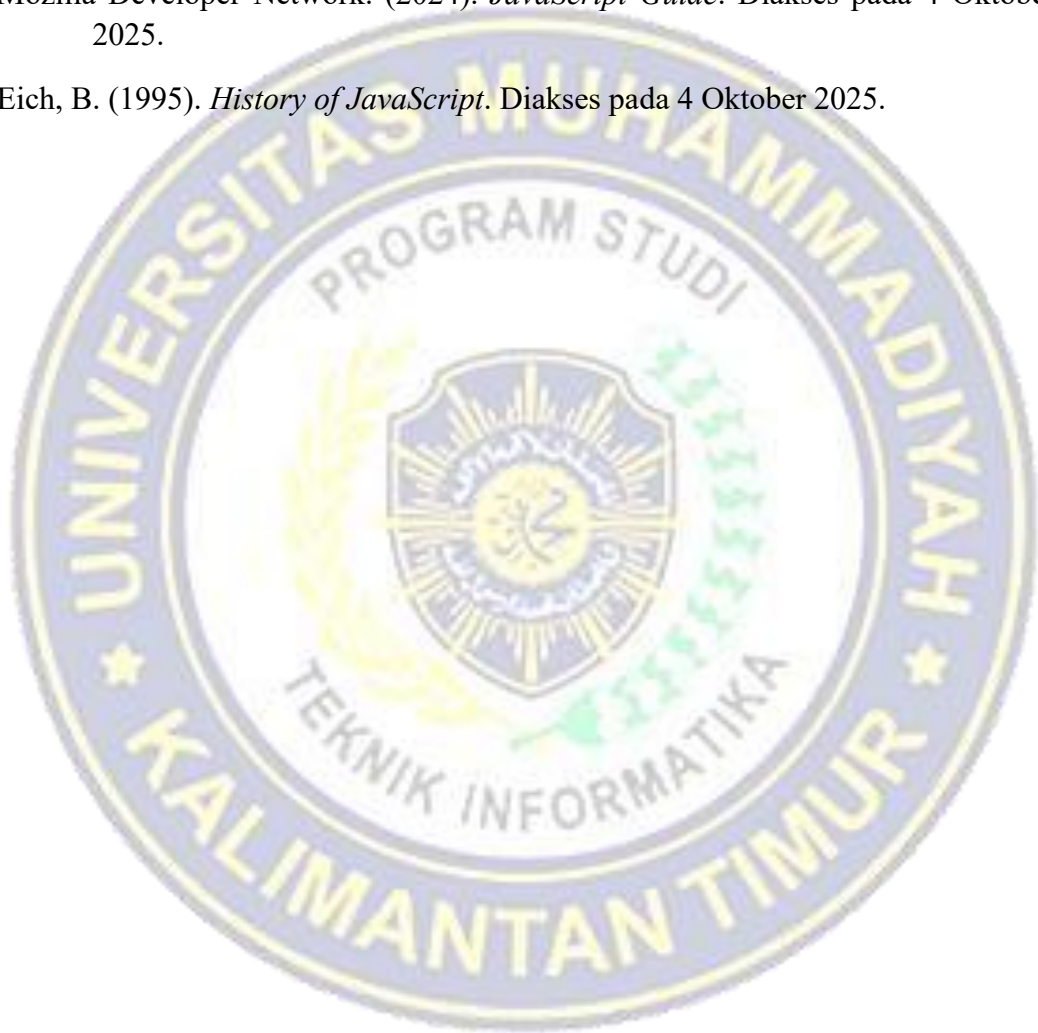 Mozilla Developer Network. (2024). JavaScript Guide. Diakses pada 4 Oktober
2025.
Eich, B. (1995). History of JavaScript. Diakses pada 4 Oktober 2025.
UNIVERSITAS MUHAMMADIYAH
PROGRAM STUDI
TEKNIK INFORMATIKA
KALIMANTAN TIMUR